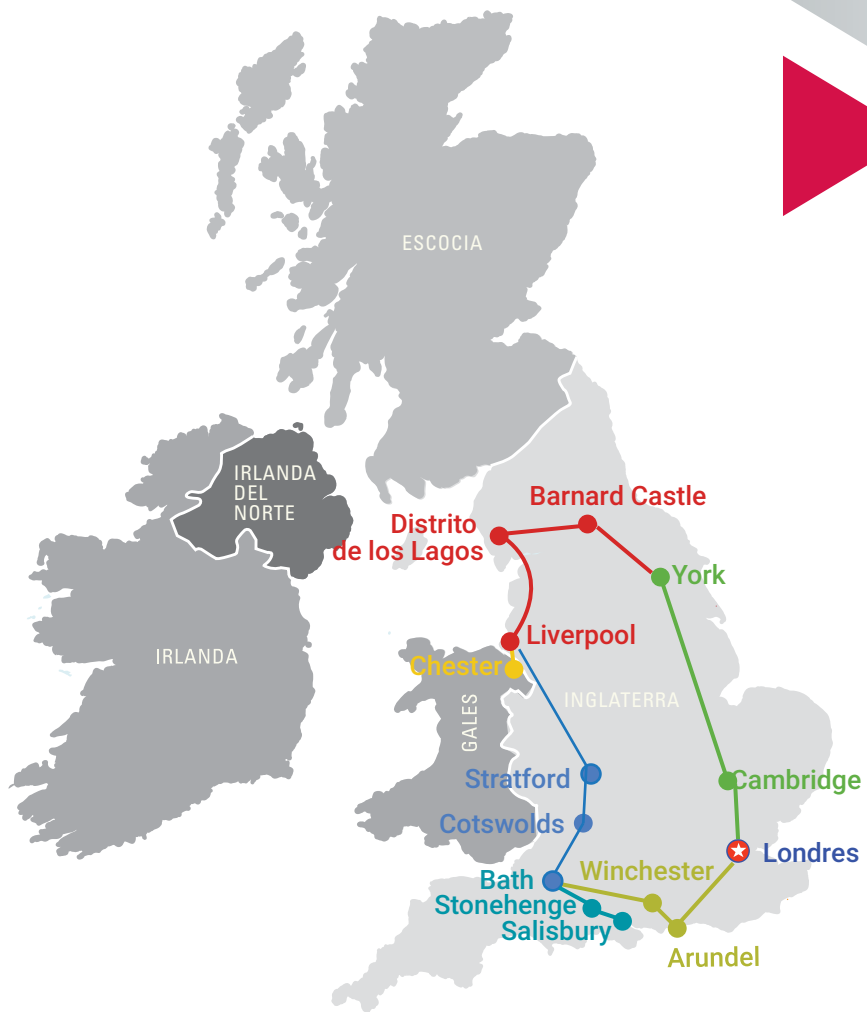 ESCOCIA
IRLANDA
DEL
NORTE
Barnard Castle
Distrito
de los Lagos
York
Liverpool
IRLANDA
Chester
INGLATERRA
GALES
Stratford
Cambridge
Cotswolds
Londres
Winchester
Bath
Stonehenge
Salisbury
Arundel